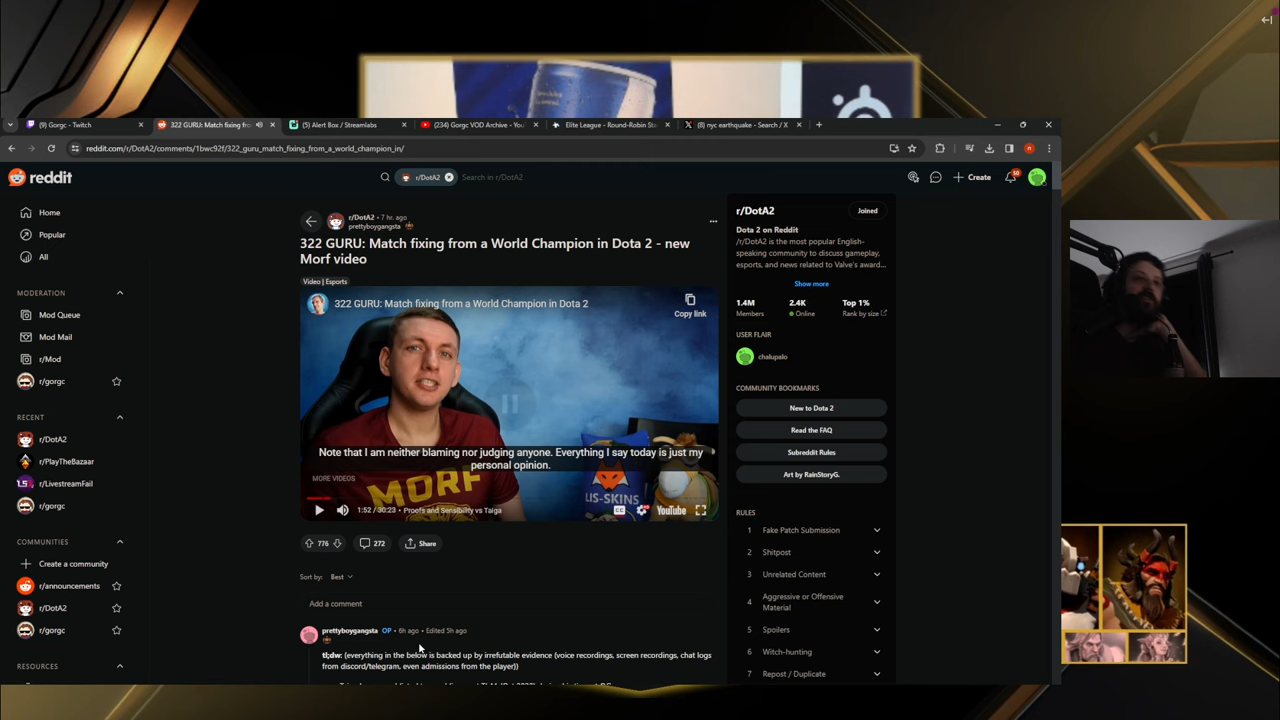 (9) Gorgc - Twitch
322 GURU: Match fixing fro
(5) Alert Box / Streamlabs
(234) Gorgc VOD Archive - You
Elite League - Round-Robin Sta
(8) nyc earthquake - Search / X
reddit.com/r/DotA2/comments/1bwc92f/322_guru_match_fixing_from_a_world_champion_in/
reddit
r/DotA2
Search in r/DotA2
Create
50
Home
Popular
All
MODERATION
Mod Queue
Mod Mail
r/Mod
r/gorgc
RECENT
r/DotA2
r/PlayTheBazaar
r/LivestreamFail
r/gorgc
COMMUNITIES
Create a community
r/announcements
r/DotA2
r/gorgc
RESOURCES
r/DotA2 • 7 hr. ago
prettyboygangsta
322 GURU: Match fixing from a World Champion in Dota 2 - new
Morf video
Video | Esports
322 GURU: Match fixing from a World Champion in Dota 2
Copy link
Note that I am neither blaming nor judging anyone. Everything I say today is just my
personal opinion.
MORE VIDEOS
MORF
LIS-SKINS
1:52 / 30:23 • Proofs and Sensibility vs Taiga
CC
YouTube
776
272
Share
Sort by:
Best
Add a comment
prettyboygangsta OP • 6h ago • Edited 5h ago
tl;dw: (everything in the below is backed up by irrefutable evidence (voice recordings, screen recordings, chat logs
from discord/telegram, even admissions from the player))
r/DotA2
Joined
Dota 2 on Reddit
/r/DotA2 is the most popular English-
speaking community to discuss gameplay,
esports, and news related to Valve's award...
Show more
1.4M
Members
2.4K
Online
Top 1%
Rank by size
USER FLAIR
chalupalo
COMMUNITY BOOKMARKS
New to Dota 2
Read the FAQ
Subreddit Rules
Art by RainStoryG.
RULES
1 Fake Patch Submission
2 Shitpost
3 Unrelated Content
4 Aggressive or Offensive
Material
5 Spoilers
6 Witch-hunting
7 Repost / Duplicate